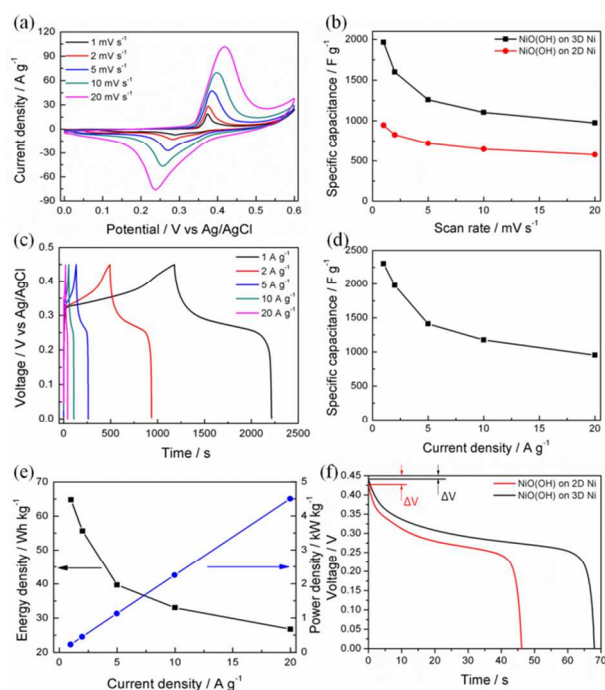 (a)
120
90
60
30
0
-30
-60
-90
Current density / A g⁻¹
1 mV s⁻¹
2 mV s⁻¹
5 mV s⁻¹
10 mV s⁻¹
20 mV s⁻¹
0.0 0.1 0.2 0.3 0.4 0.5 0.6
Potential / V vs Ag/AgCl
(b)
2000
1500
1000
500
0
Specific capacitance / F g⁻¹
NiO(OH) on 3D Ni
NiO(OH) on 2D Ni
0 5 10 15 20
Scan rate / mV s⁻¹
(c)
0.6
0.5
0.4
0.3
0.2
0.1
0.0
Voltage / V vs Ag/AgCl
1 A g⁻¹
2 A g⁻¹
5 A g⁻¹
10 A g⁻¹
20 A g⁻¹
0 500 1000 1500 2000 2500
Time / s
(d)
2500
2000
1500
1000
500
0
Specific capacitance / F g⁻¹
0 5 10 15 20
Current density / A g⁻¹
(e)
70
60
50
40
30
20
Energy density / Wh kg⁻¹
5
4
3
2
1
0
Power density / kW kg⁻¹
0 5 10 15 20
Current density / A g⁻¹
(f)
0.45
0.40
0.35
0.30
0.25
0.20
0.15
0.10
0.05
0.00
Voltage / V
NiO(OH) on 2D Ni
NiO(OH) on 3D Ni
ΔV
ΔV
0 10 20 30 40 50 60 70
Time / s